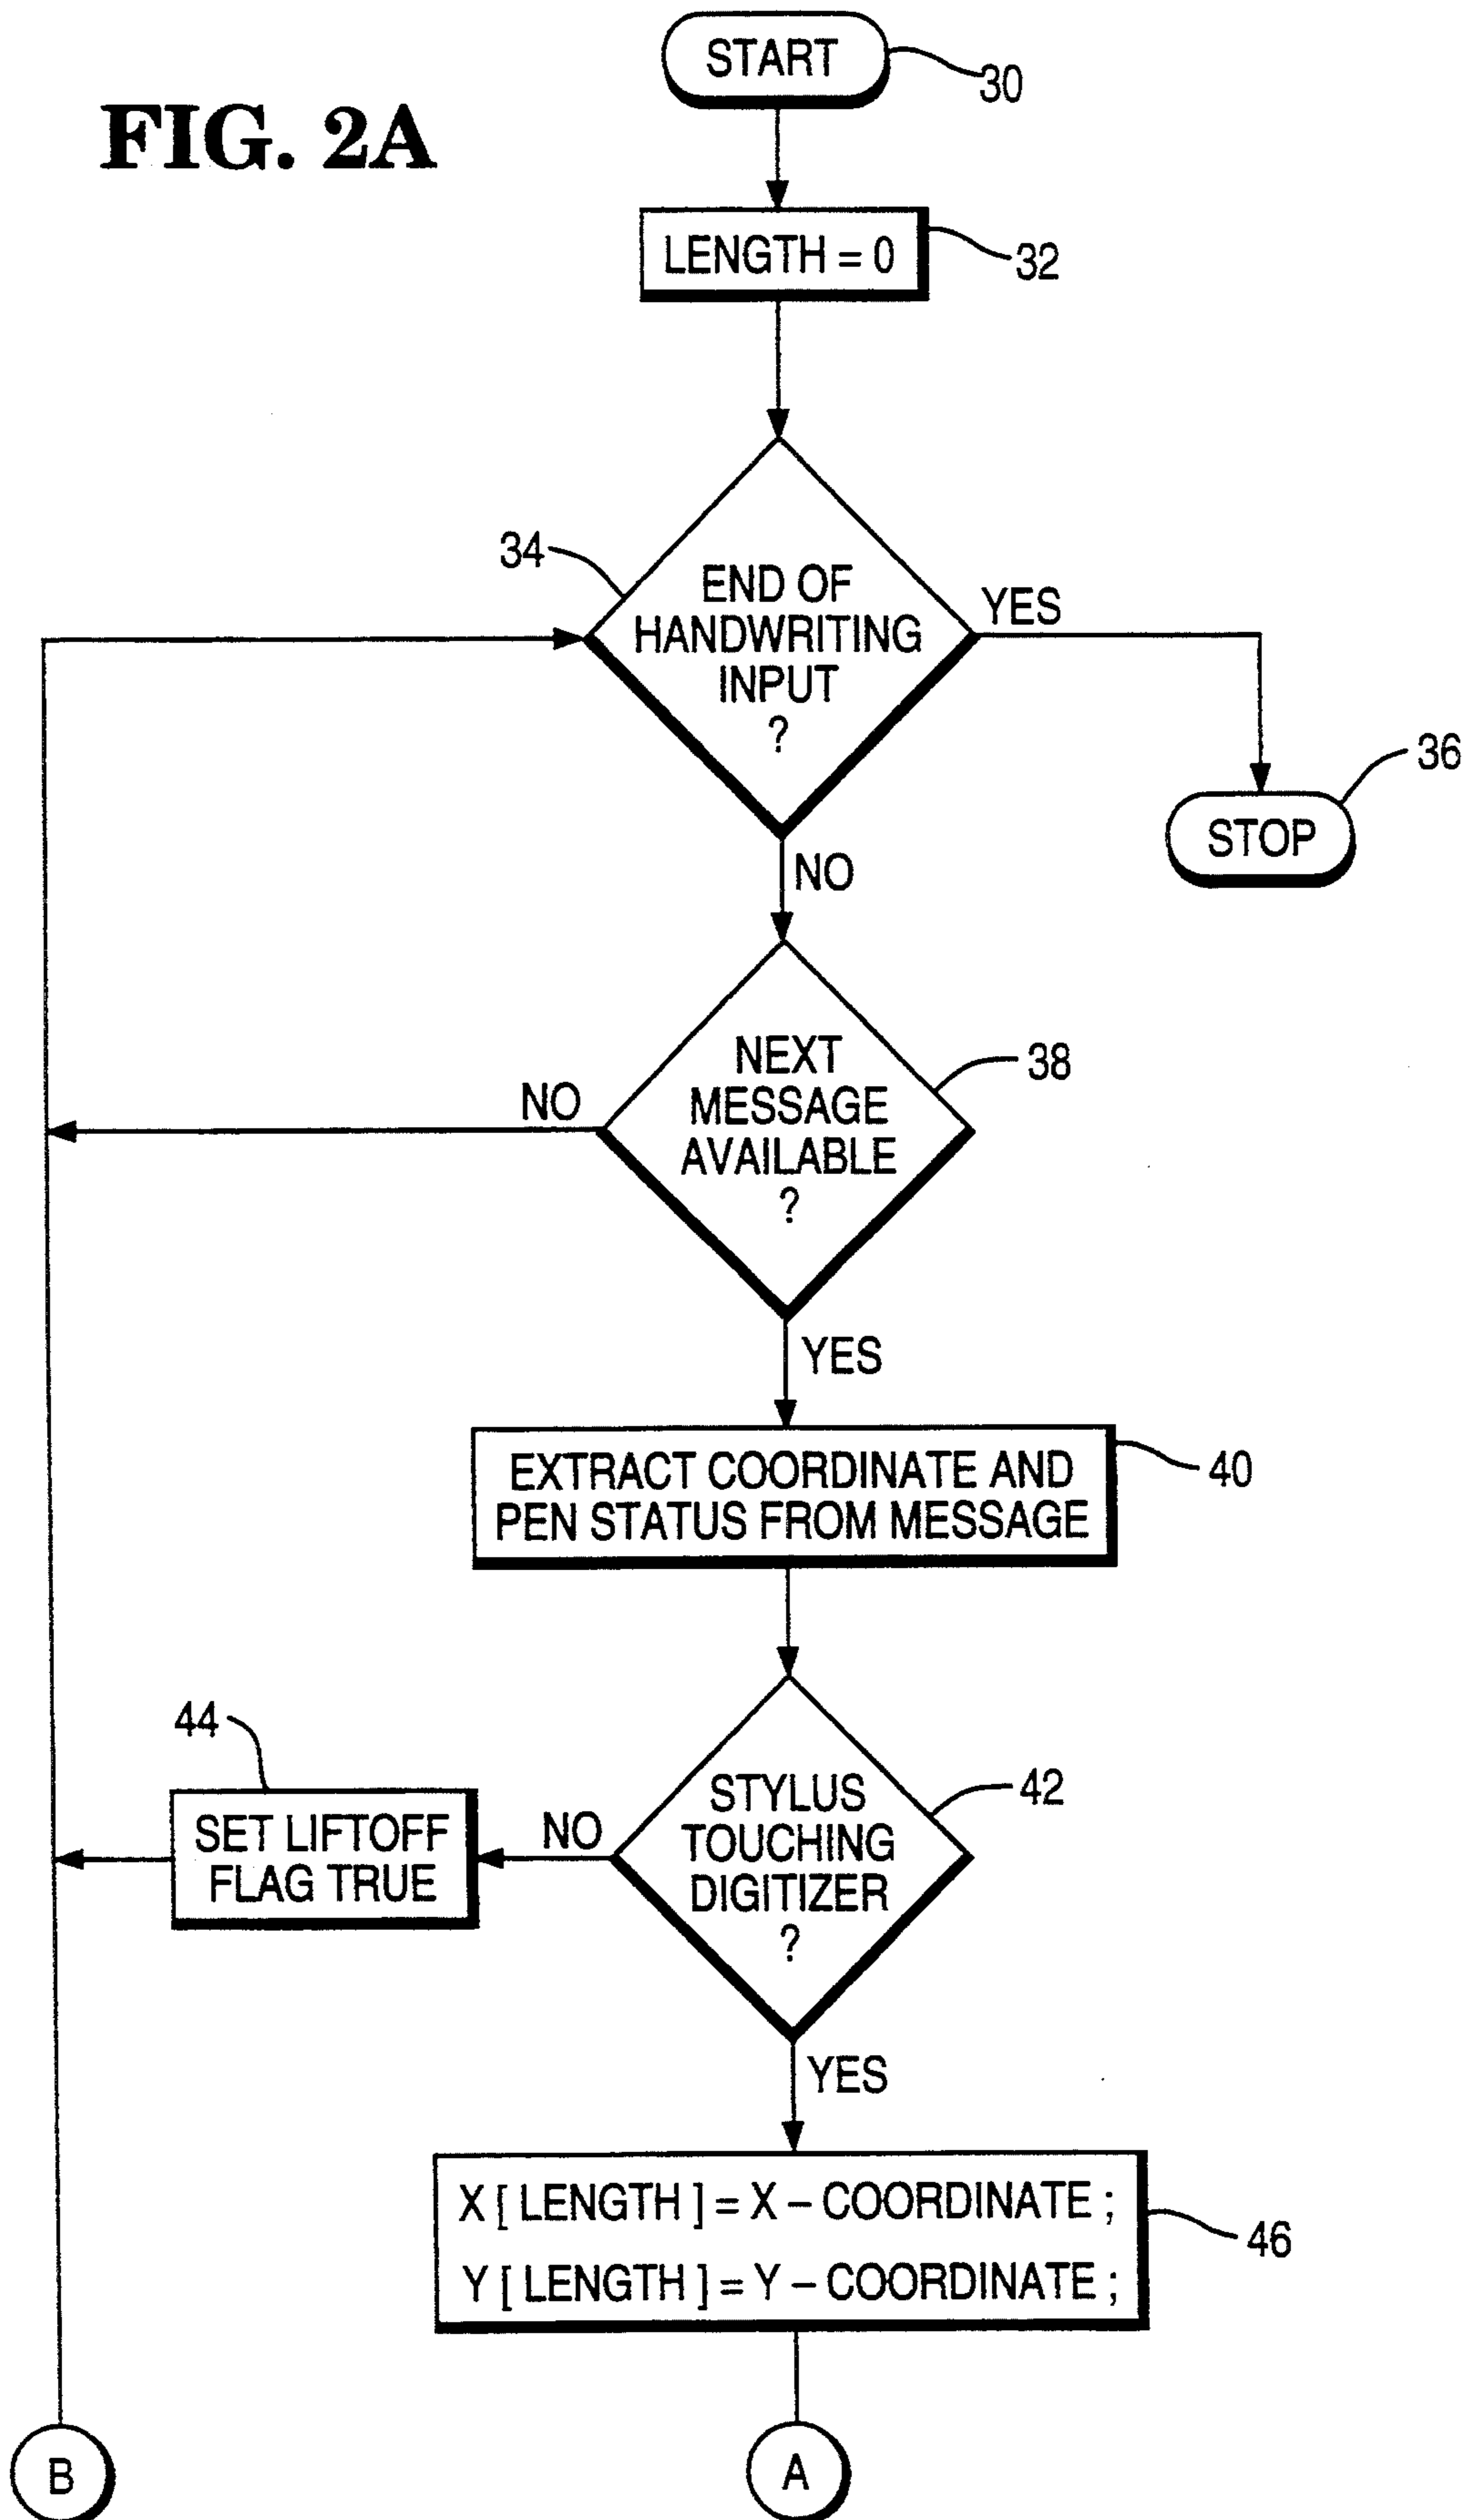 FIG. 2A
START
30
LENGTH = 0
32
34
END OF
HANDWRITING
INPUT
?
YES
36
STOP
NO
NEXT
MESSAGE
AVAILABLE
?
38
NO
YES
EXTRACT COORDINATE AND
PEN STATUS FROM MESSAGE
40
44
SET LIFTOFF
FLAG TRUE
NO
STYLUS
TOUCHING
DIGITIZER
?
42
YES
X [ LENGTH ] = X – COORDINATE ;
Y [ LENGTH ] = Y – COORDINATE ;
46
B
A